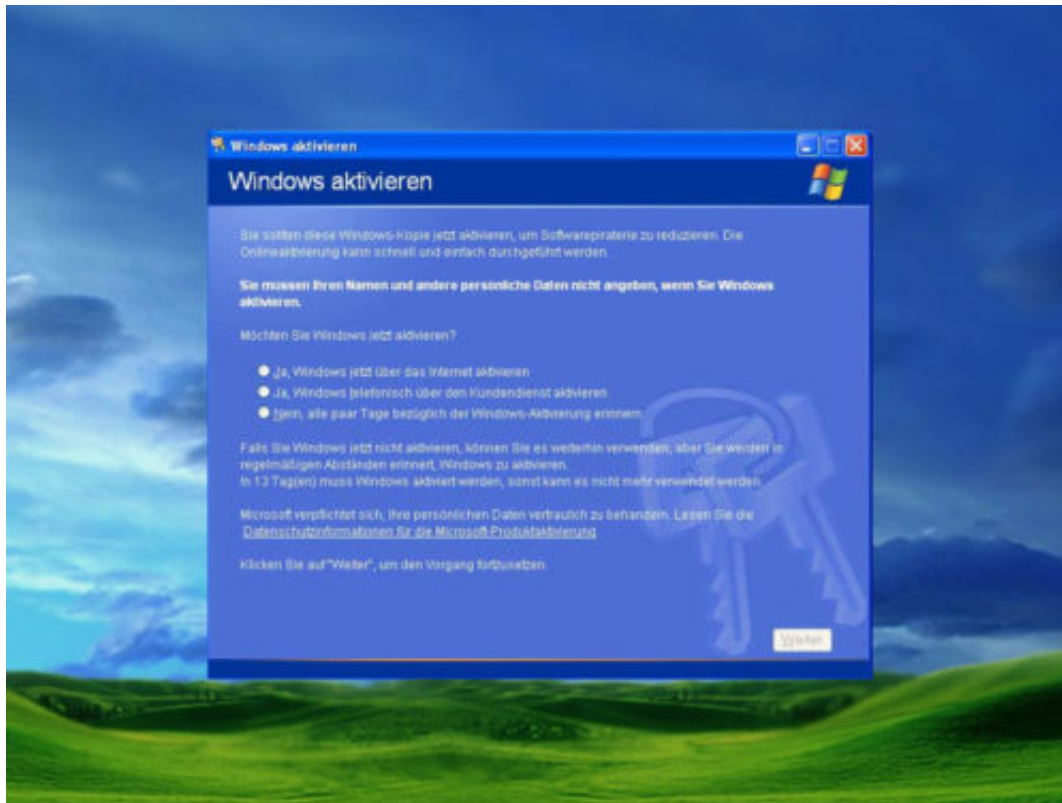 Windows aktivieren
Windows aktivieren
Sie sollten diese Windows-Kopie jetzt aktivieren, um Softwarepiraterie zu reduzieren. Die
Onlineaktivierung kann schnell und einfach durchgeführt werden.
Sie müssen Ihren Namen und andere persönliche Daten nicht angeben, wenn Sie Windows
aktivieren.
Möchten Sie Windows jetzt aktivieren?
Ja, Windows jetzt über das Internet aktivieren
Ja, Windows telefonisch über den Kundendienst aktivieren
Nein, alle paar Tage bezüglich der Windows-Aktivierung erinnern
Falls Sie Windows jetzt nicht aktivieren, können Sie es weiterhin verwenden, aber Sie werden in
regelmäßigen Abständen erinnert, Windows zu aktivieren.
In 13 Tag(en) muss Windows aktiviert werden, sonst kann es nicht mehr verwendet werden.
Microsoft verpflichtet sich, Ihre persönlichen Daten vertraulich zu behandeln. Lesen Sie die
Datenschutzinformationen für die Microsoft-Produktaktivierung
Klicken Sie auf "Weiter", um den Vorgang fortzusetzen.
Weiter